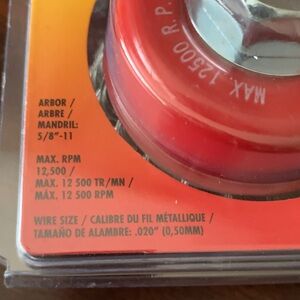 MAX. 12500 R.P.
ARBOR /
ARBRE /
MANDRIL:
5/8"-11
MAX. RPM
12,500 /
MAX. 12 500 TR/MN /
MÁX. 12 500 RPM
WIRE SIZE / CALIBRE DU FIL MÉTALLIQUE /
TAMAÑO DE ALAMBRE: .020" (0,50MM)